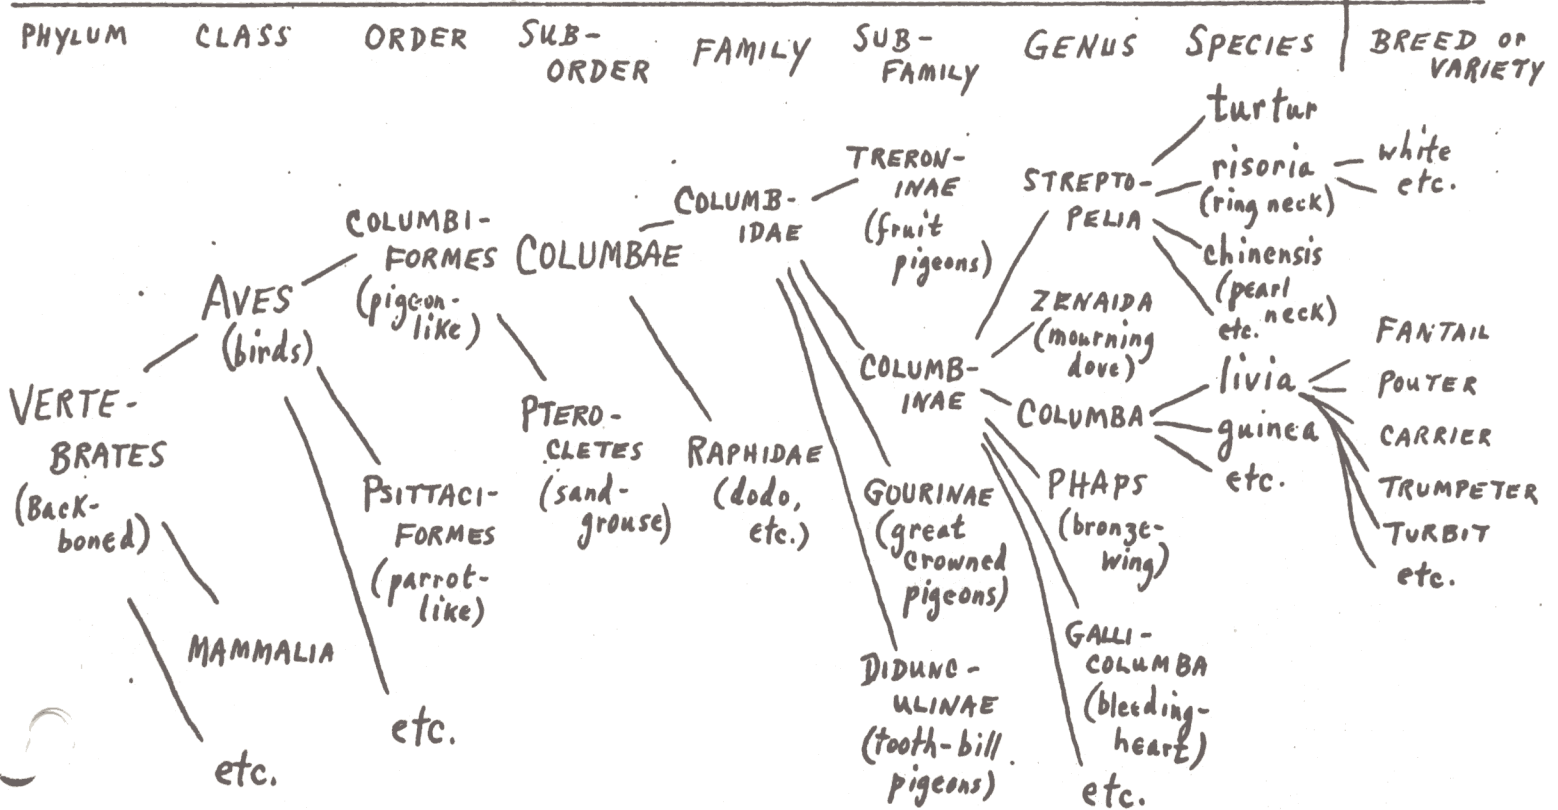 PHYLUM CLASS ORDER SUB-ORDER FAMILY SUB-FAMILY GENUS SPECIES BREED or VARIETY
VERTE-
BRATES
(Back-
boned)
AVES
(birds)
MAMMALIA
etc.
COLUMBI-
FORMES
(pigeon-
like)
PSITTACI-
FORMES
(parrot-
like)
etc.
COLUMBAE
PTERO-
CLETES
(sand-
grouse)
COLUMB-
IDAE
RAPHIDAE
(dodo,
etc.)
TRERON-
INAE
(fruit
pigeons)
COLUMB-
INAE
GOURINAE
(great
crowned
pigeons)
DIDUNC-
ULINAE
(tooth-bill
pigeons)
STREPTO-
PELIA
ZENAIDA
(mourning
dove)
COLUMBA
PHAPS
(bronze-
wing)
GALLI-
COLUMBA
(bleeding-
heart)
etc.
turtur
risoria
(ring neck)
chinensis
(pearl
neck)
etc.
livia
guinea
etc.
white
etc.
FANTAIL
POUTER
CARRIER
TRUMPETER
TURBIT
etc.